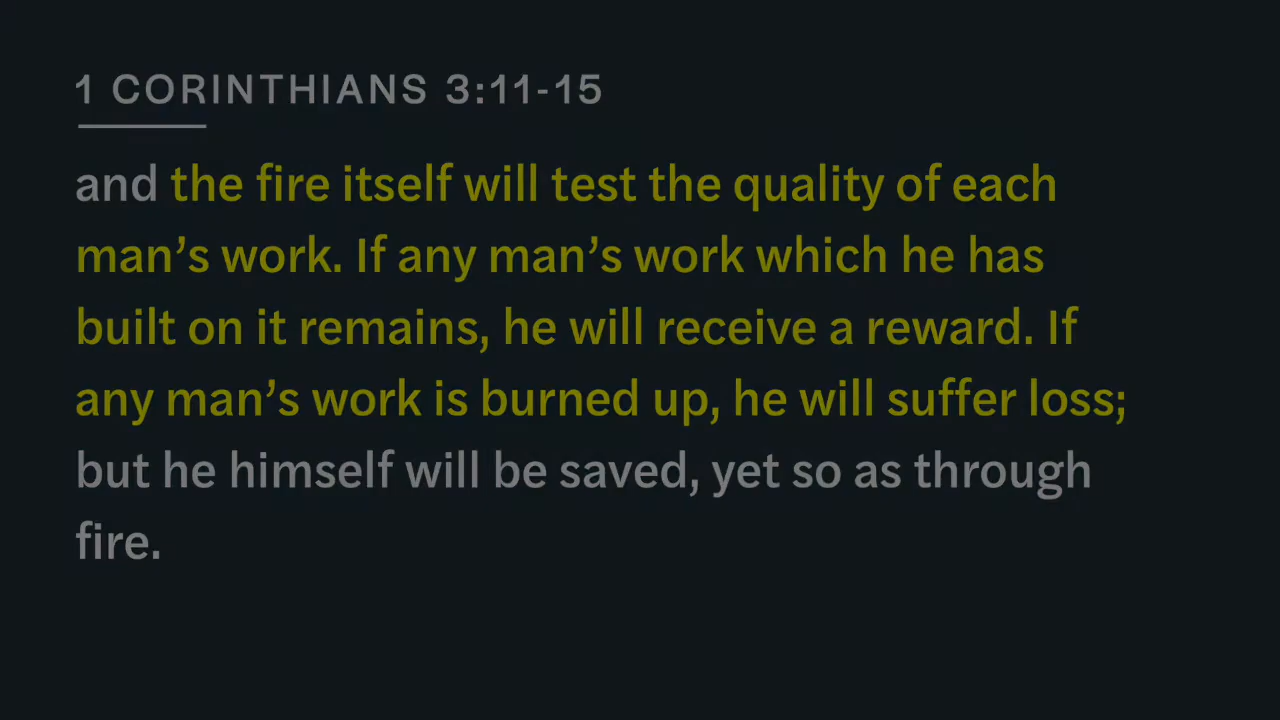 1 CORINTHIANS 3:11-15
and the fire itself will test the quality of each
man’s work. If any man’s work which he has
built on it remains, he will receive a reward. If
any man’s work is burned up, he will suffer loss;
but he himself will be saved, yet so as through
fire.